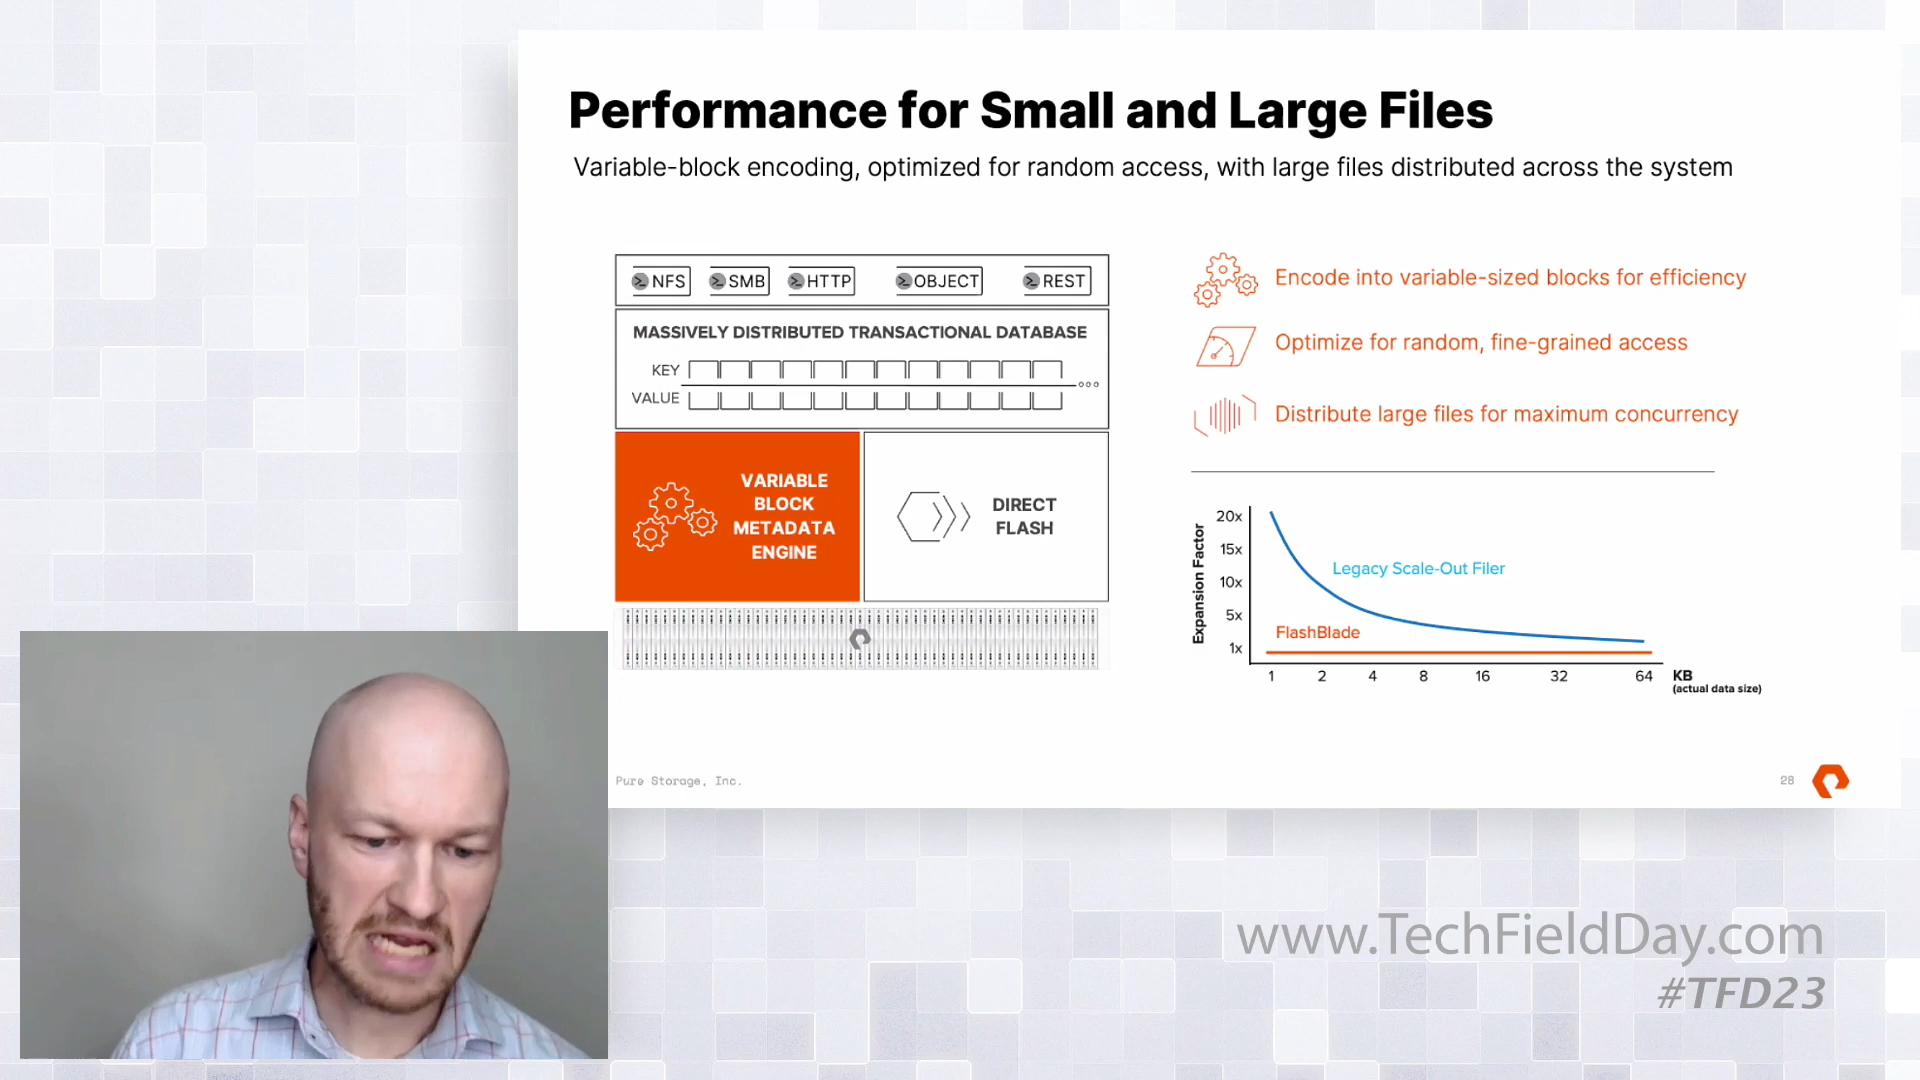 Performance for Small and Large Files
Variable-block encoding, optimized for random access, with large files distributed across the system
NFS SMB HTTP OBJECT REST
MASSIVELY DISTRIBUTED TRANSACTIONAL DATABASE
KEY
VALUE
VARIABLE
BLOCK
METADATA
ENGINE
DIRECT
FLASH
Encode into variable-sized blocks for efficiency
Optimize for random, fine-grained access
Distribute large files for maximum concurrency
Expansion Factor
20x
15x
10x
5x
1x
Legacy Scale-Out Filer
FlashBlade
1 2 4 8 16 32 64 KB
(actual data size)
Pure Storage, Inc.
28
www.TechFieldDay.com
#TFD23